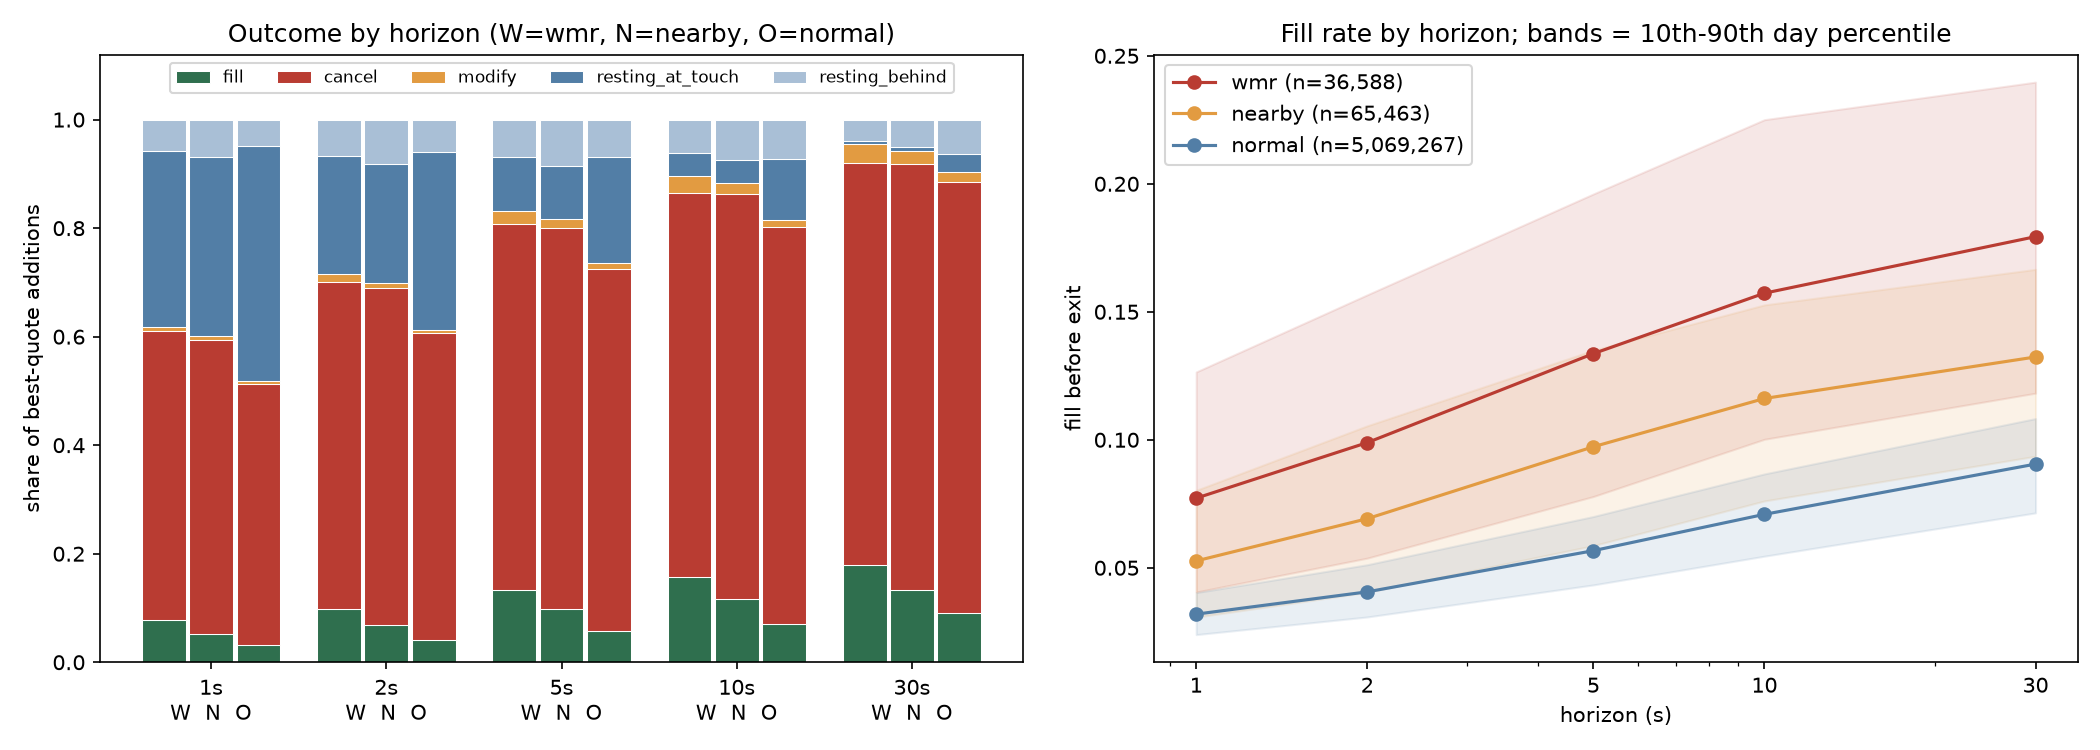 Outcome by horizon (W=wmr, N=nearby, O=normal)
fill cancel modify resting_at_touch resting_behind
share of best-quote additions
1.0
0.8
0.6
0.4
0.2
0.0
1s 2s 5s 10s 30s
W N O W N O W N O W N O W N O
Fill rate by horizon; bands = 10th-90th day percentile
wmr (n=36,588)
nearby (n=65,463)
normal (n=5,069,267)
fill before exit
0.25
0.20
0.15
0.10
0.05
1 2 5 10 30
horizon (s)